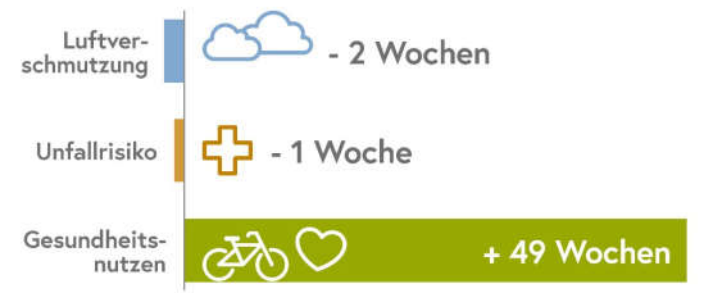 Luftver-
schmutzung
- 2 Wochen
Unfallrisiko
- 1 Woche
Gesundheits-
nutzen
+ 49 Wochen